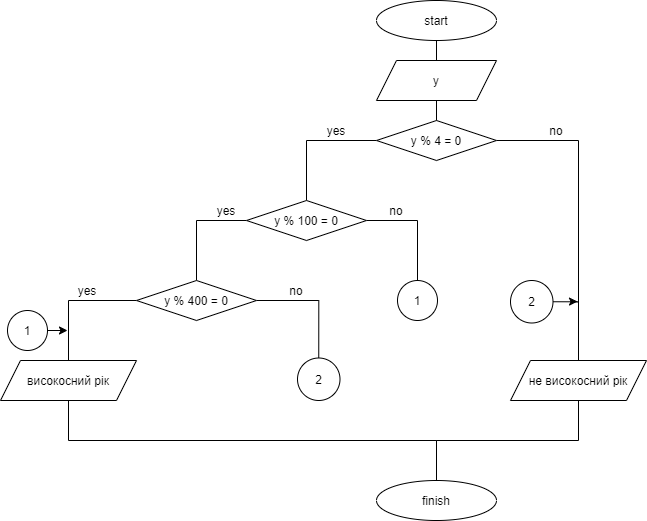 start
y
yes
y % 4 = 0
no
yes
y % 100 = 0
no
yes
y % 400 = 0
no
1
2
1
2
високосний рік
не високосний рік
finish